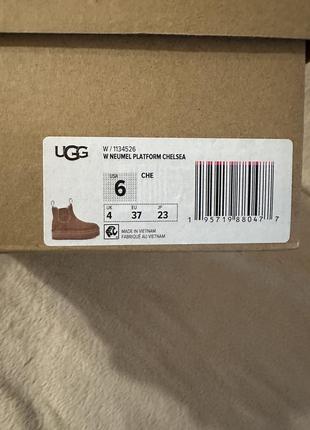 UGG
W / 1134526
W NEUMEL PLATFORM CHELSEA
USA
6
CHE
UK EU JP
4 37 23
MADE IN VIETNAM
FABRIQUÉ AU VIETNAM
1 95719 88047 7